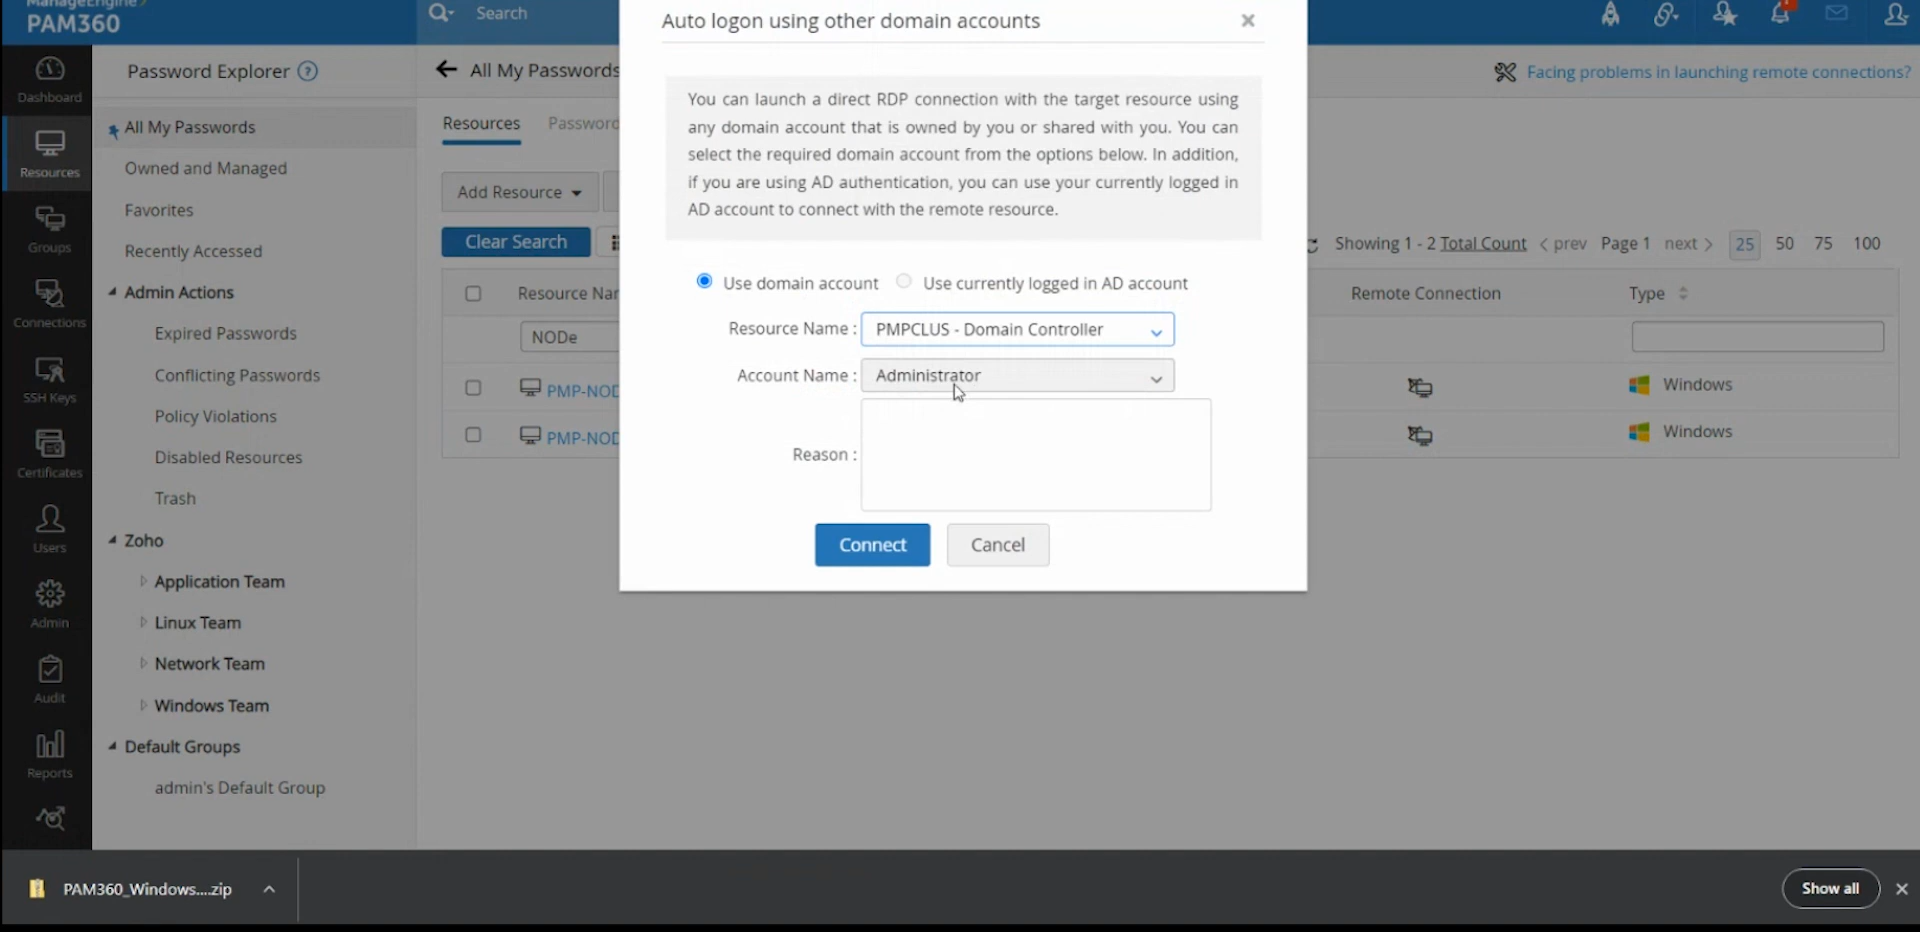 ManageEngine
PAM360
Search
Auto logon using other domain accounts
Password Explorer ?
All My Passwords
Facing problems in launching remote connections?
Dashboard
Resources
Groups
Connections
SSH Keys
Certificates
Users
Admin
Audit
Reports
All My Passwords
Owned and Managed
Favorites
Recently Accessed
Admin Actions
Expired Passwords
Conflicting Passwords
Policy Violations
Disabled Resources
Trash
Zoho
Application Team
Linux Team
Network Team
Windows Team
Default Groups
admin's Default Group
Resources Password
Add Resource
Clear Search
Showing 1 - 2 Total Count < prev Page 1 next > 25 50 75 100
Resource Nar Remote Connection Type
NODe
PMP-NOD Windows
PMP-NOD Windows
You can launch a direct RDP connection with the target resource using
any domain account that is owned by you or shared with you. You can
select the required domain account from the options below. In addition,
if you are using AD authentication, you can use your currently logged in
AD account to connect with the remote resource.
Use domain account Use currently logged in AD account
Resource Name : PMPCLUS - Domain Controller
Account Name : Administrator
Reason :
Connect Cancel
PAM360_Windows....zip
Show all